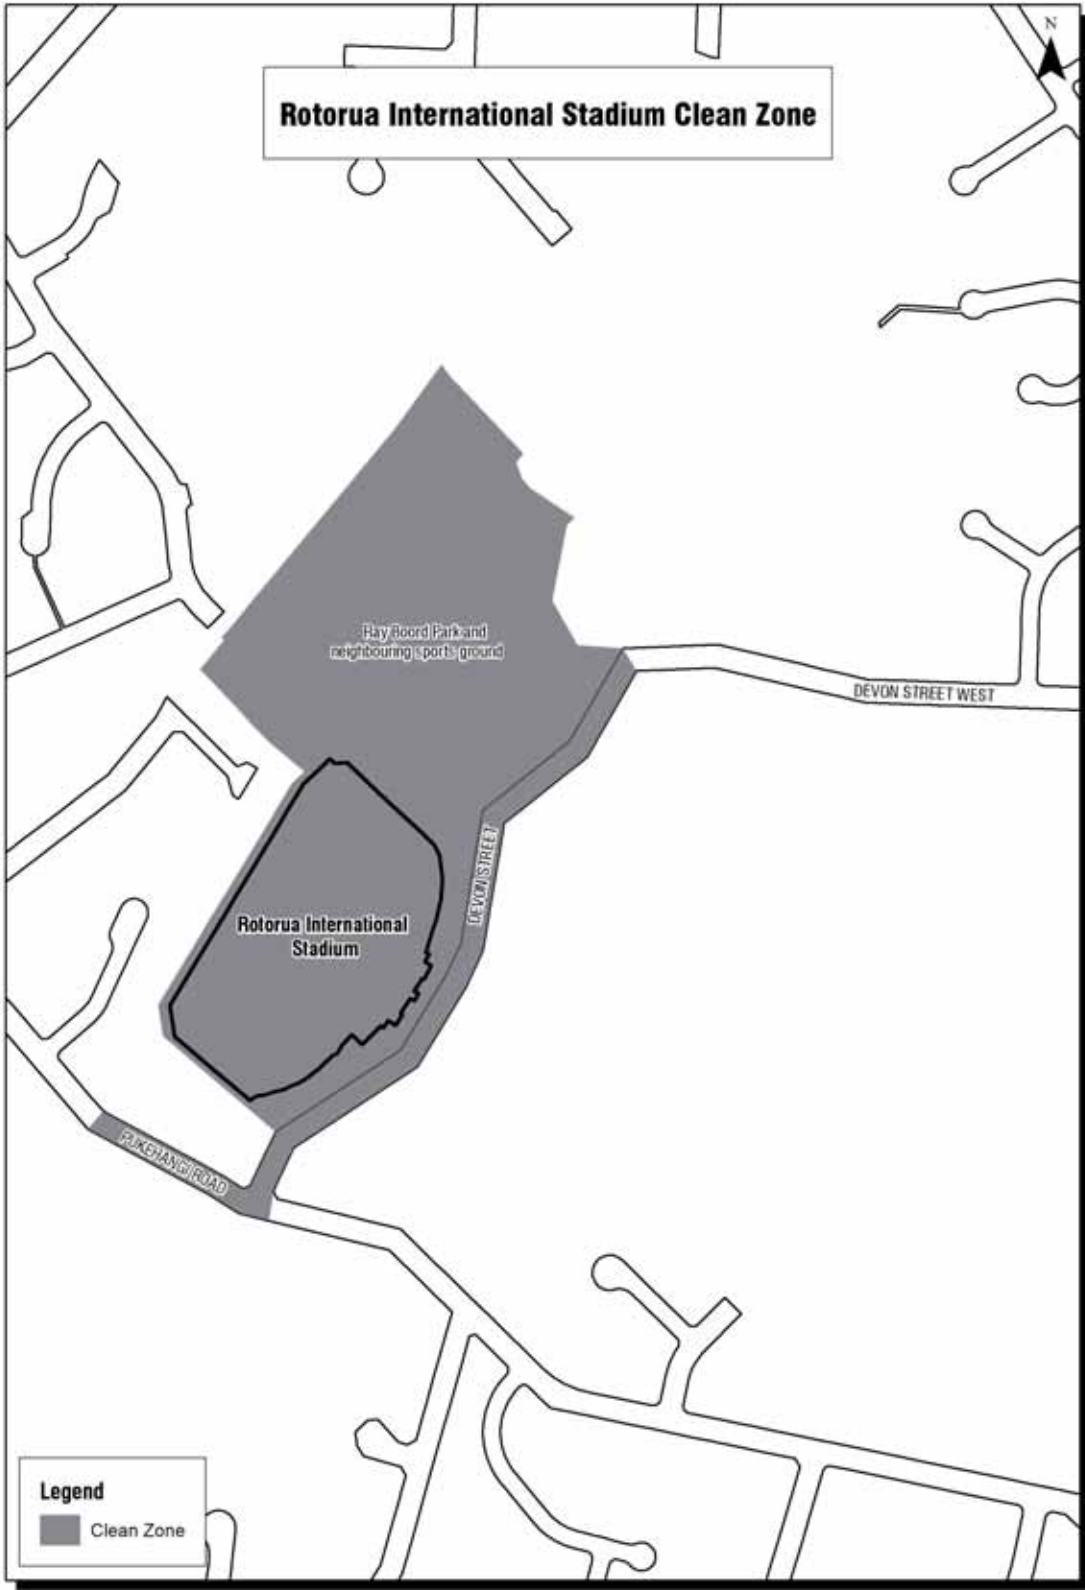 N
Rotorua International Stadium Clean Zone
Ray Boord Park and
neighbouring sports ground
DEVON STREET WEST
DEVON STREET
Rotorua International
Stadium
PUKEHANGI ROAD
Legend
Clean Zone